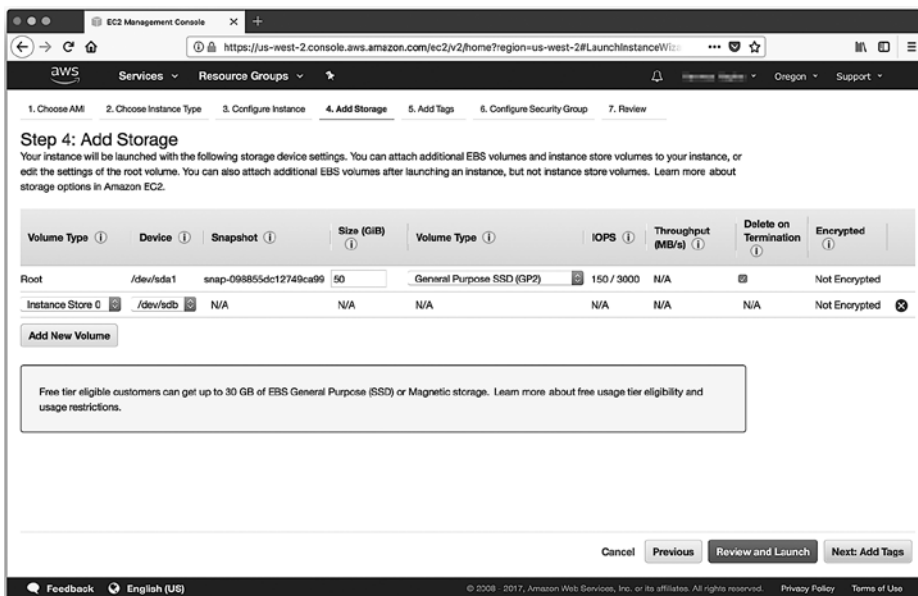 EC2 Management Console
https://us-west-2.console.aws.amazon.com/ec2/v2/home?region=us-west-2#LaunchInstanceWiza
aws Services Resource Groups Oregon Support
1. Choose AMI 2. Choose Instance Type 3. Configure Instance 4. Add Storage 5. Add Tags 6. Configure Security Group 7. Review
Step 4: Add Storage
Your instance will be launched with the following storage device settings. You can attach additional EBS volumes and instance store volumes to your instance, or
edit the settings of the root volume. You can also attach additional EBS volumes after launching an instance, but not instance store volumes. Learn more about
storage options in Amazon EC2.
Volume Type Device Snapshot Size (GiB) Volume Type IOPS Throughput (MB/s) Delete on Termination Encrypted
Root /dev/sda1 snap-098855dc12749ca99 50 General Purpose SSD (GP2) 150 / 3000 N/A Not Encrypted
Instance Store 0 /dev/sdb N/A N/A N/A N/A N/A N/A Not Encrypted
Add New Volume
Free tier eligible customers can get up to 30 GB of EBS General Purpose (SSD) or Magnetic storage. Learn more about free usage tier eligibility and
usage restrictions.
Cancel Previous Review and Launch Next: Add Tags
Feedback English (US) © 2008 - 2017, Amazon Web Services, Inc. or its affiliates. All rights reserved. Privacy Policy Terms of Use